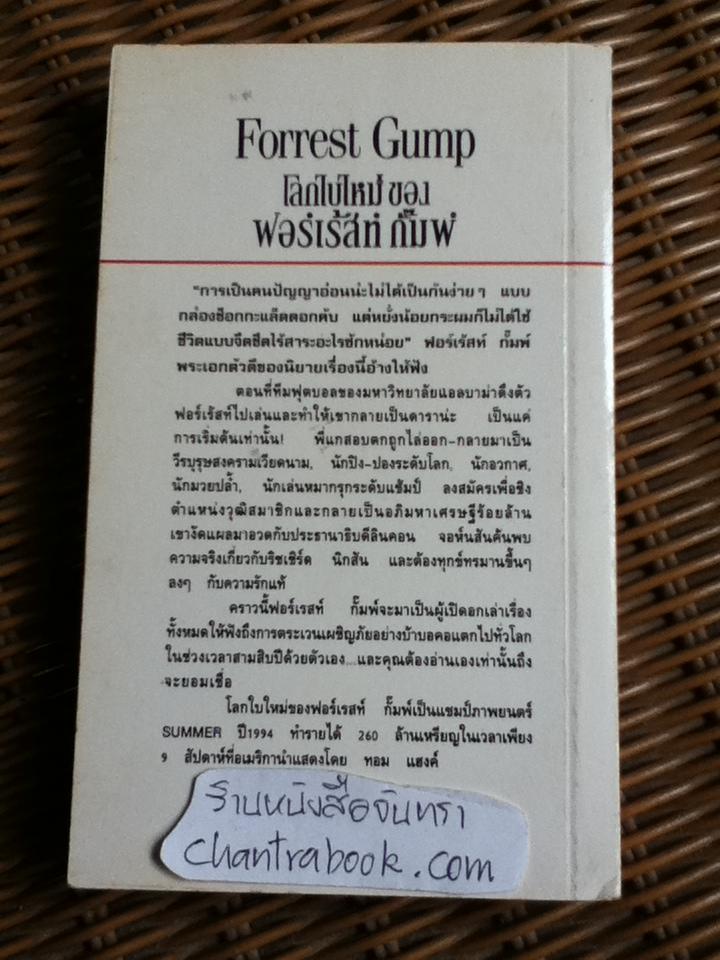 Forrest Gump
โลกใบใหม่ ของ
ฟอร์เร้สท์ กั๊มพ์
"การเป็นคนปัญญาอ่อนน่ะไม่ได้เป็นกันง่าย ๆ แบบ
กล่องช็อกกะแล็ตดอกคับ แต่หยั่งน้อยกระผมก็ไม่ได้ใช้
ชีวิตแบบจืดชืดไร้สาระอะไรซักหน่อย" ฟอร์เร้สท์ กั๊มพ์
พระเอกตัวดีของนิยายเรื่องนี้อ้างให้ฟัง
ตอนที่ทีมฟุตบอลของมหาวิทยาลัยแอลบาม่าดึงตัว
ฟอร์เร้สท์ไปเล่นและทำให้เขากลายเป็นดาราน่ะ เป็นแค่
การเริ่มต้นเท่านั้น! พี่แกสอบตกถูกไล่ออก-กลายมาเป็น
วีรบุรุษสงครามเวียดนาม, นักปิง-ปองระดับโลก, นักอวกาศ,
นักมวยปล้ำ, นักเล่นหมากรุกระดับแช้มป์ ลงสมัครเพื่อชิง
ตำแหน่งวุฒิสมาชิกและกลายเป็นอภิมหาเศรษฐีร้อยล้าน
เขางัดแผลมาอวดกับประธานาธิบดีลินดอน จอห์นสันค้นพบ
ความจริงเกี่ยวกับริชเชิร์ด นิกสัน และต้องทุกข์ทรมานขึ้นๆ
ลงๆ กับความรักแท้
คราวนี้ฟอร์เรสท์ กั๊มพ์จะมาเป็นผู้เปิดอกเล่าเรื่อง
ทั้งหมดให้ฟังถึงการตระเวนเผชิญภัยอย่างบ้าบอคอแตกไปทั่วโลก
ในช่วงเวลาสามสิบปีด้วยตัวเอง...และคุณต้องอ่านเองเท่านั้นถึง
จะยอมเชื่อ
โลกใบใหม่ของฟอร์เรสท์ กั๊มพ์เป็นแชมป์ภาพยนตร์
SUMMER ปี1994 ทำรายได้ 260 ล้านเหรียญในเวลาเพียง
9 สัปดาห์ที่อเมริกานำแสดงโดย ทอม แฮงค์
ร้านหนังสือจันทรา
chantrabook.com